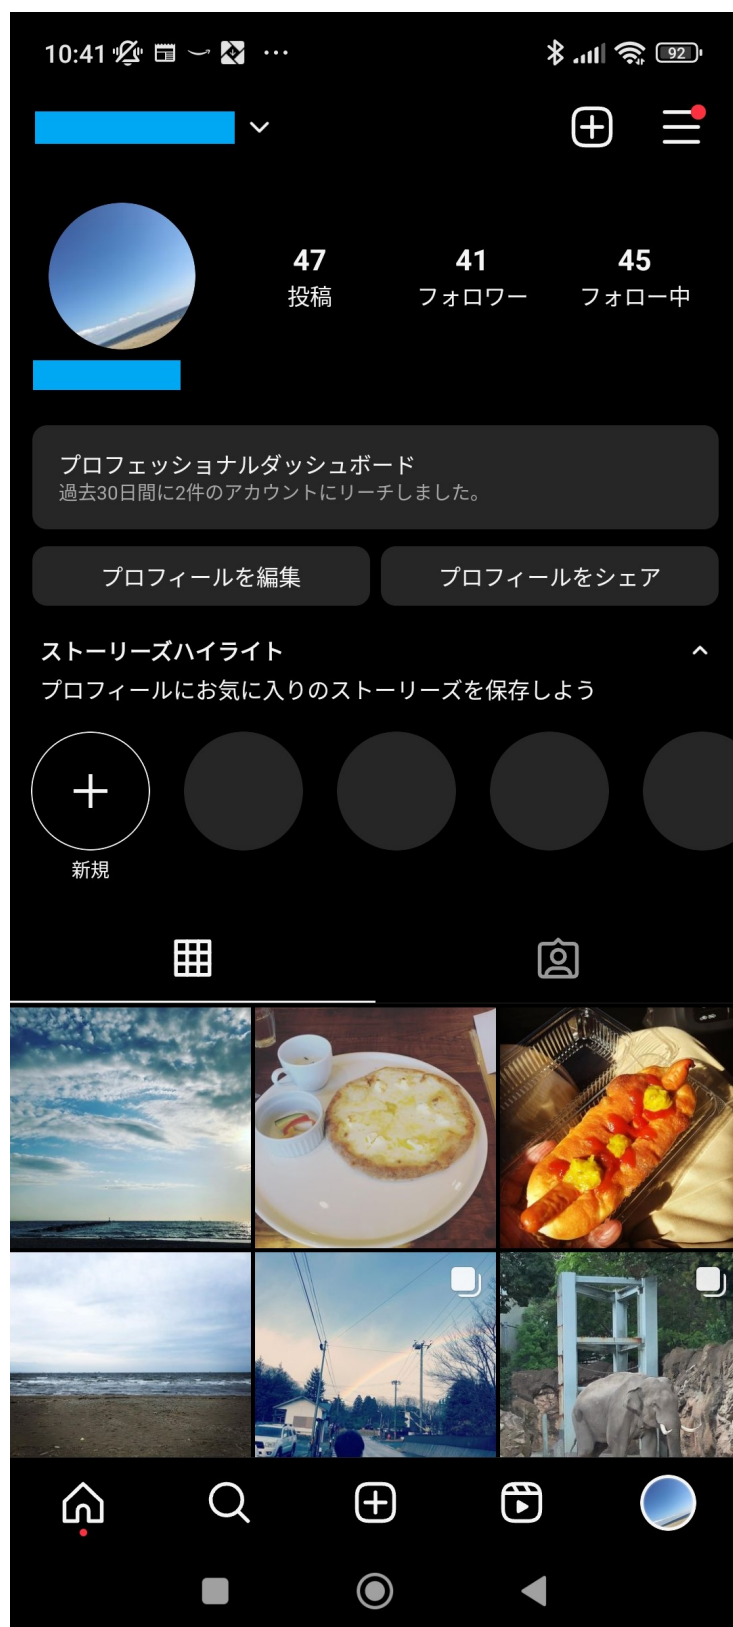 10:41
92
47
41
45
投稿
フォロワー
フォロー中
プロフェッショナルダッシュボード
過去30日間に2件のアカウントにリーチしました。
プロフィールを編集
プロフィールをシェア
ストーリーズハイライト
プロフィールにお気に入りのストーリーズを保存しよう
新規